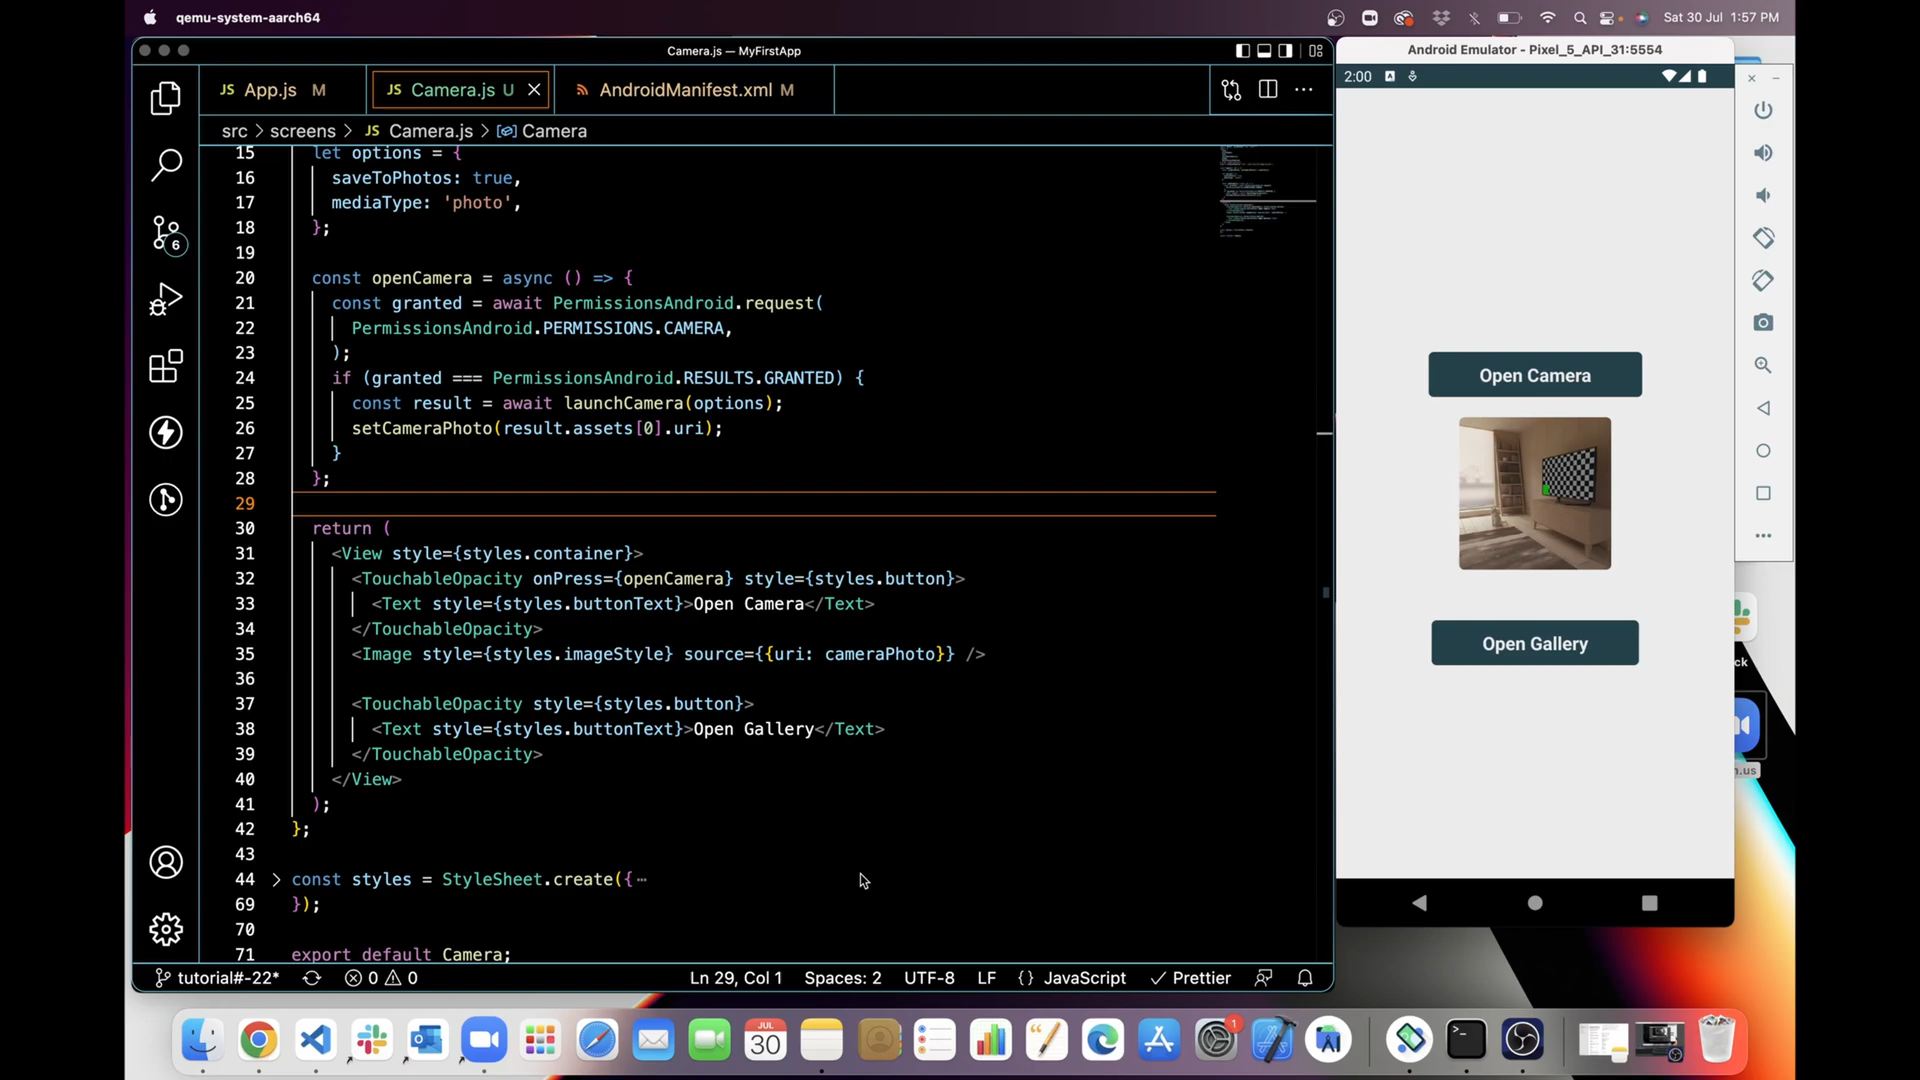 qemu-system-aarch64
Sat 30 Jul 1:57 PM
Camera.js — MyFirstApp
JS App.js M
JS Camera.js U
AndroidManifest.xml M
src > screens > JS Camera.js > Camera
15 let options = {
16 saveToPhotos: true,
17 mediaType: 'photo',
18 };
19
20 const openCamera = async () => {
21 const granted = await PermissionsAndroid.request(
22 PermissionsAndroid.PERMISSIONS.CAMERA,
23 );
24 if (granted === PermissionsAndroid.RESULTS.GRANTED) {
25 const result = await launchCamera(options);
26 setCameraPhoto(result.assets[0].uri);
27 }
28 };
29
30 return (
31 <View style={styles.container}>
32 <TouchableOpacity onPress={openCamera} style={styles.button}>
33 <Text style={styles.buttonText}>Open Camera</Text>
34 </TouchableOpacity>
35 <Image style={styles.imageStyle} source={{uri: cameraPhoto}} />
36
37 <TouchableOpacity style={styles.button}>
38 <Text style={styles.buttonText}>Open Gallery</Text>
39 </TouchableOpacity>
40 </View>
41 );
42 };
43
44 const styles = StyleSheet.create({ ⋯
69 });
70
71 export default Camera;
6
tutorial#-22*
0
0
Ln 29, Col 1
Spaces: 2
UTF-8
LF
{} JavaScript
Prettier
Android Emulator - Pixel_5_API_31:5554
2:00
Open Camera
Open Gallery
ck
n.us
JUL
30
1